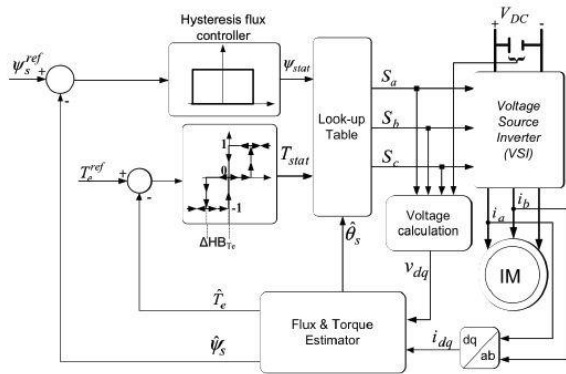 Hysteresis flux
controller
V_DC
+ -
ψ_s^ref
+
-
ψ_stat
S_a
S_b
S_c
Look-up
Table
Voltage
Source
Inverter
(VSI)
T_e^ref
+
-
1
0
-1
T_stat
ΔHB_Te
θ̂_s
Voltage
calculation
i_b
i_a
v_dq
IM
T̂_e
Flux & Torque
Estimator
i_dq
dq
ab
ψ̂_s